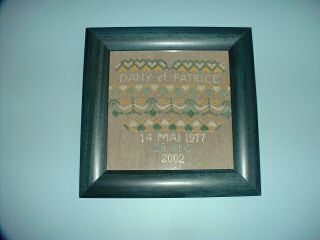 DANY et PATRICE
14 MAI 1977
25 ANS
2002